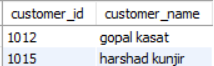 customer_id customer_name
1012 gopal kasat
1015 harshad kunjir